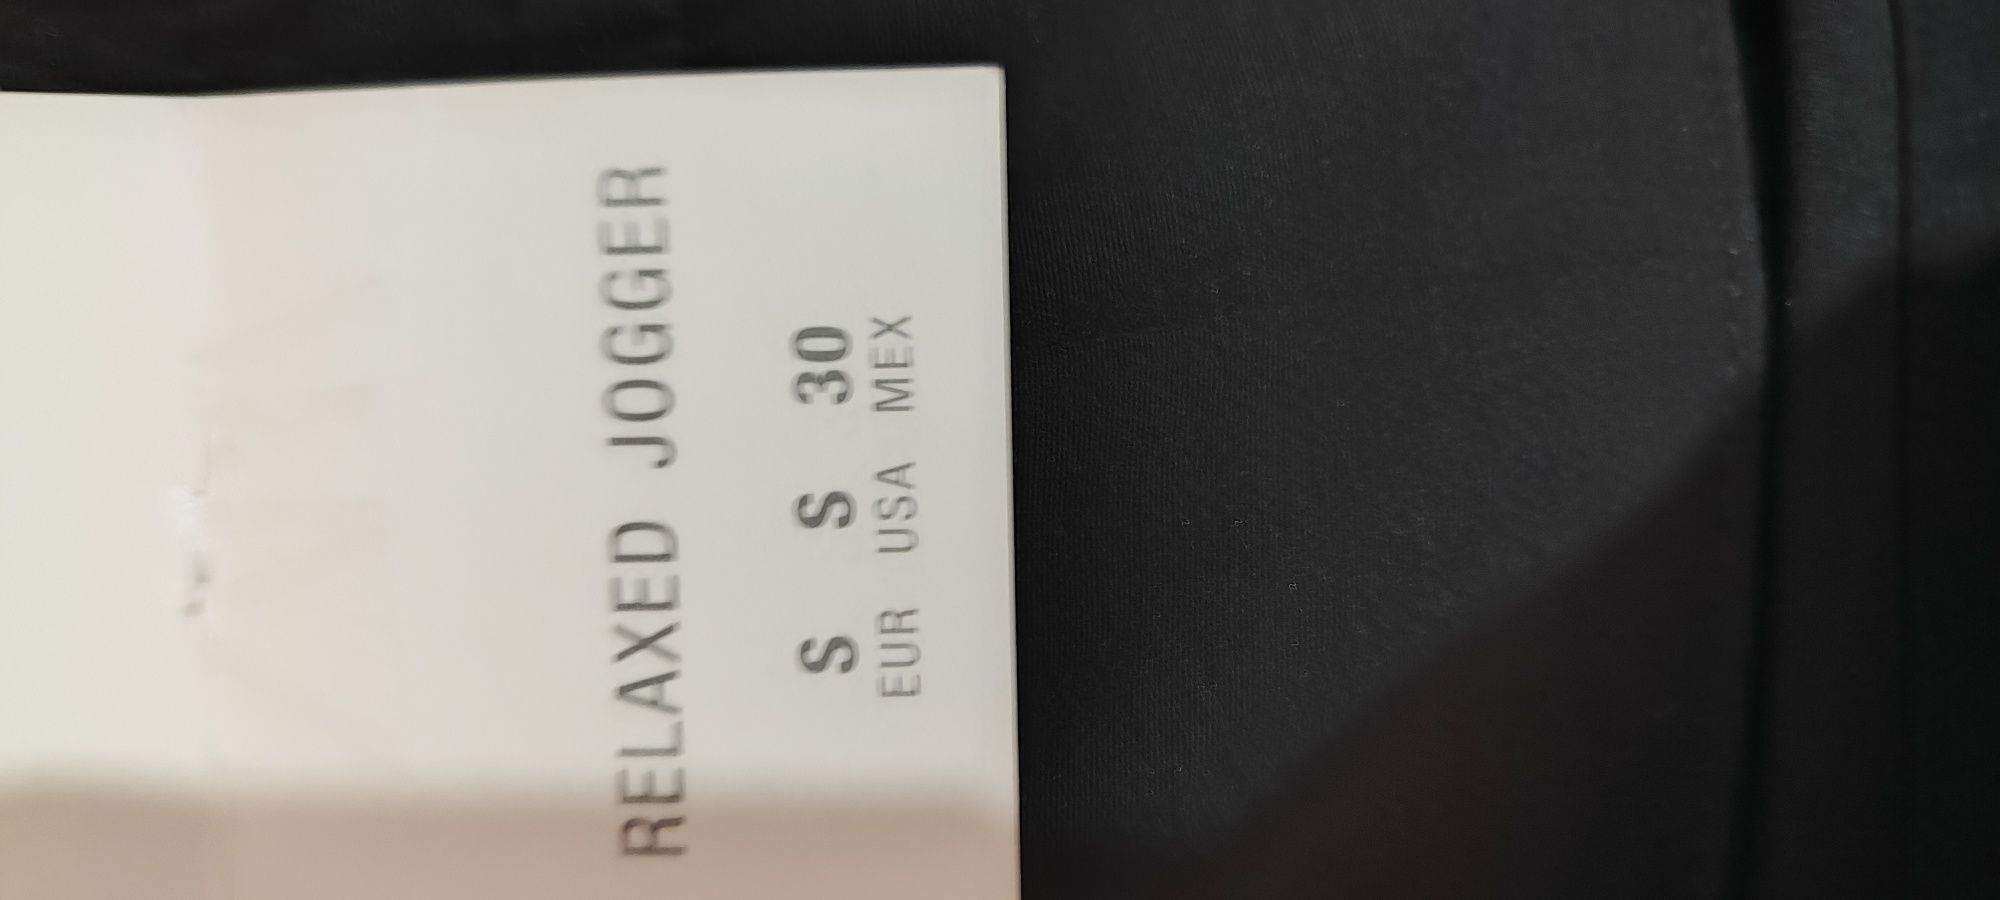 RELAXED JOGGER
S S 30
EUR USA MEX